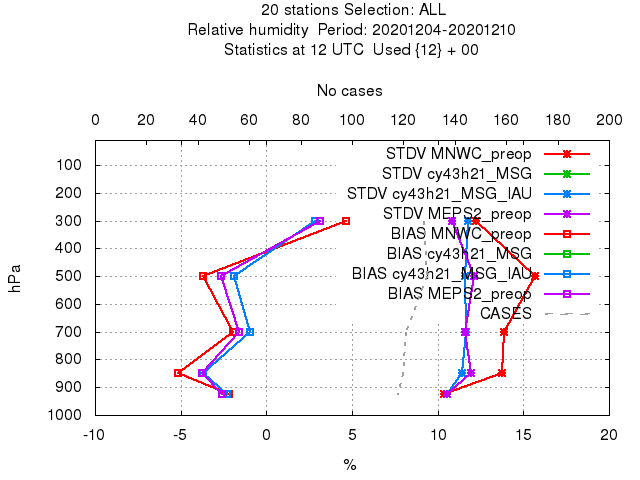 20 stations Selection: ALL
Relative humidity  Period: 20201204-20201210
Statistics at 12 UTC  Used {12} + 00
No cases
0 20 32 48 64 80 100 120 140 160 180 200
STDV MNWC_preop
STDV cy43h21_MSG
STDV cy43h21_MSG_IAU
STDV MEPS2_preop
BIAS MNWC_preop
BIAS cy43h21_MSG
BIAS cy43h21_MSG_IAU
BIAS MEPS2_preop
CASES
100
200
300
400
500
600
700
800
900
1000
hPa
-10 -5 0 5 10 15 20
%